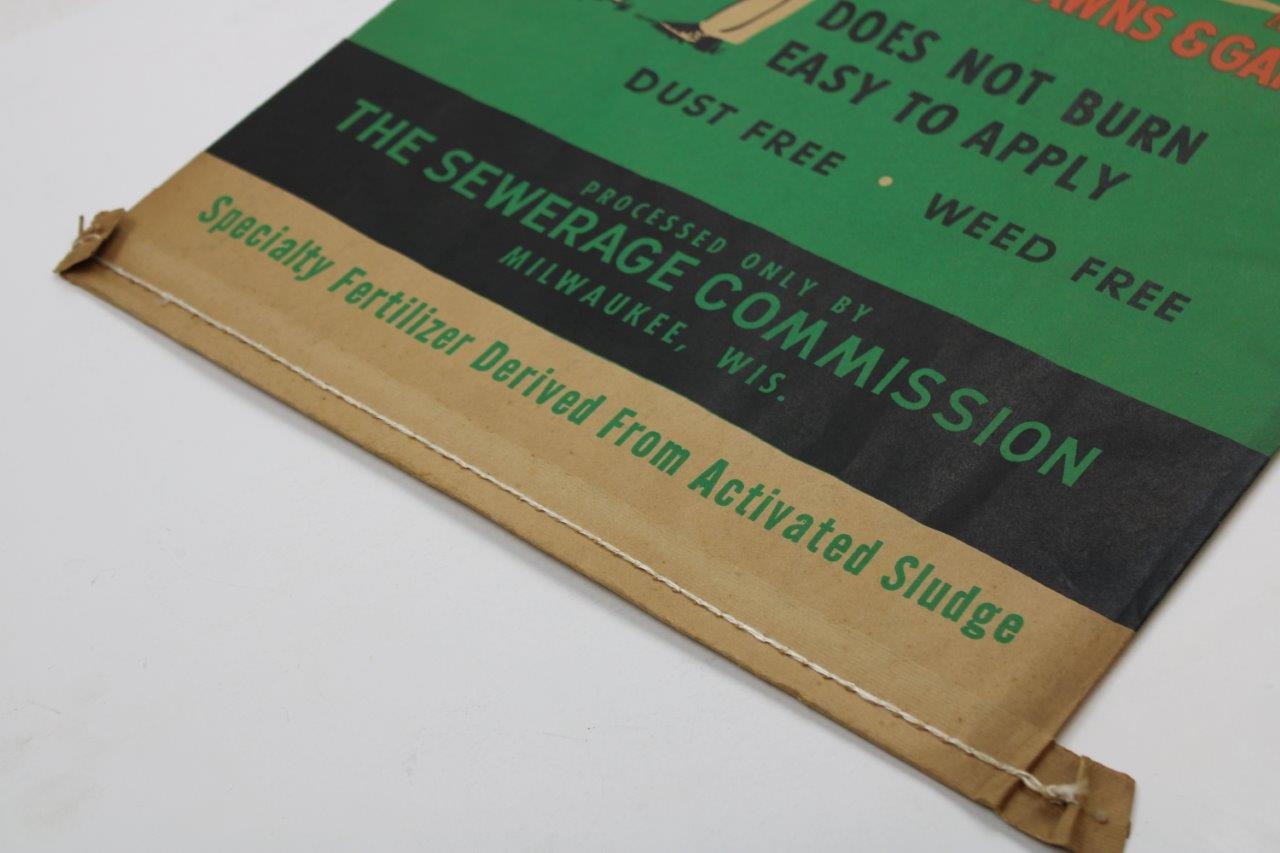 & GA
DOES NOT BURN
EASY TO APPLY
DUST FREE • WEED FREE
PROCESSED ONLY BY
THE SEWERAGE COMMISSION
MILWAUKEE, WIS.
Specialty Fertilizer Derived From Activated Sludge